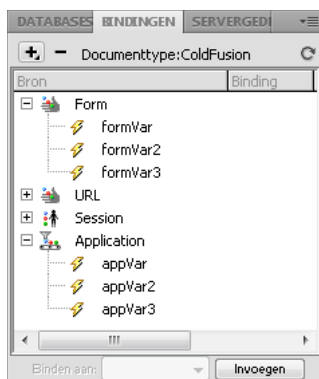 DATABASES BINDINGEN SERVERGEDI
Documenttype:ColdFusion
Bron Binding
Form
formVar
formVar2
formVar3
URL
Session
Application
appVar
appVar2
appVar3
Binden aan: Invoegen